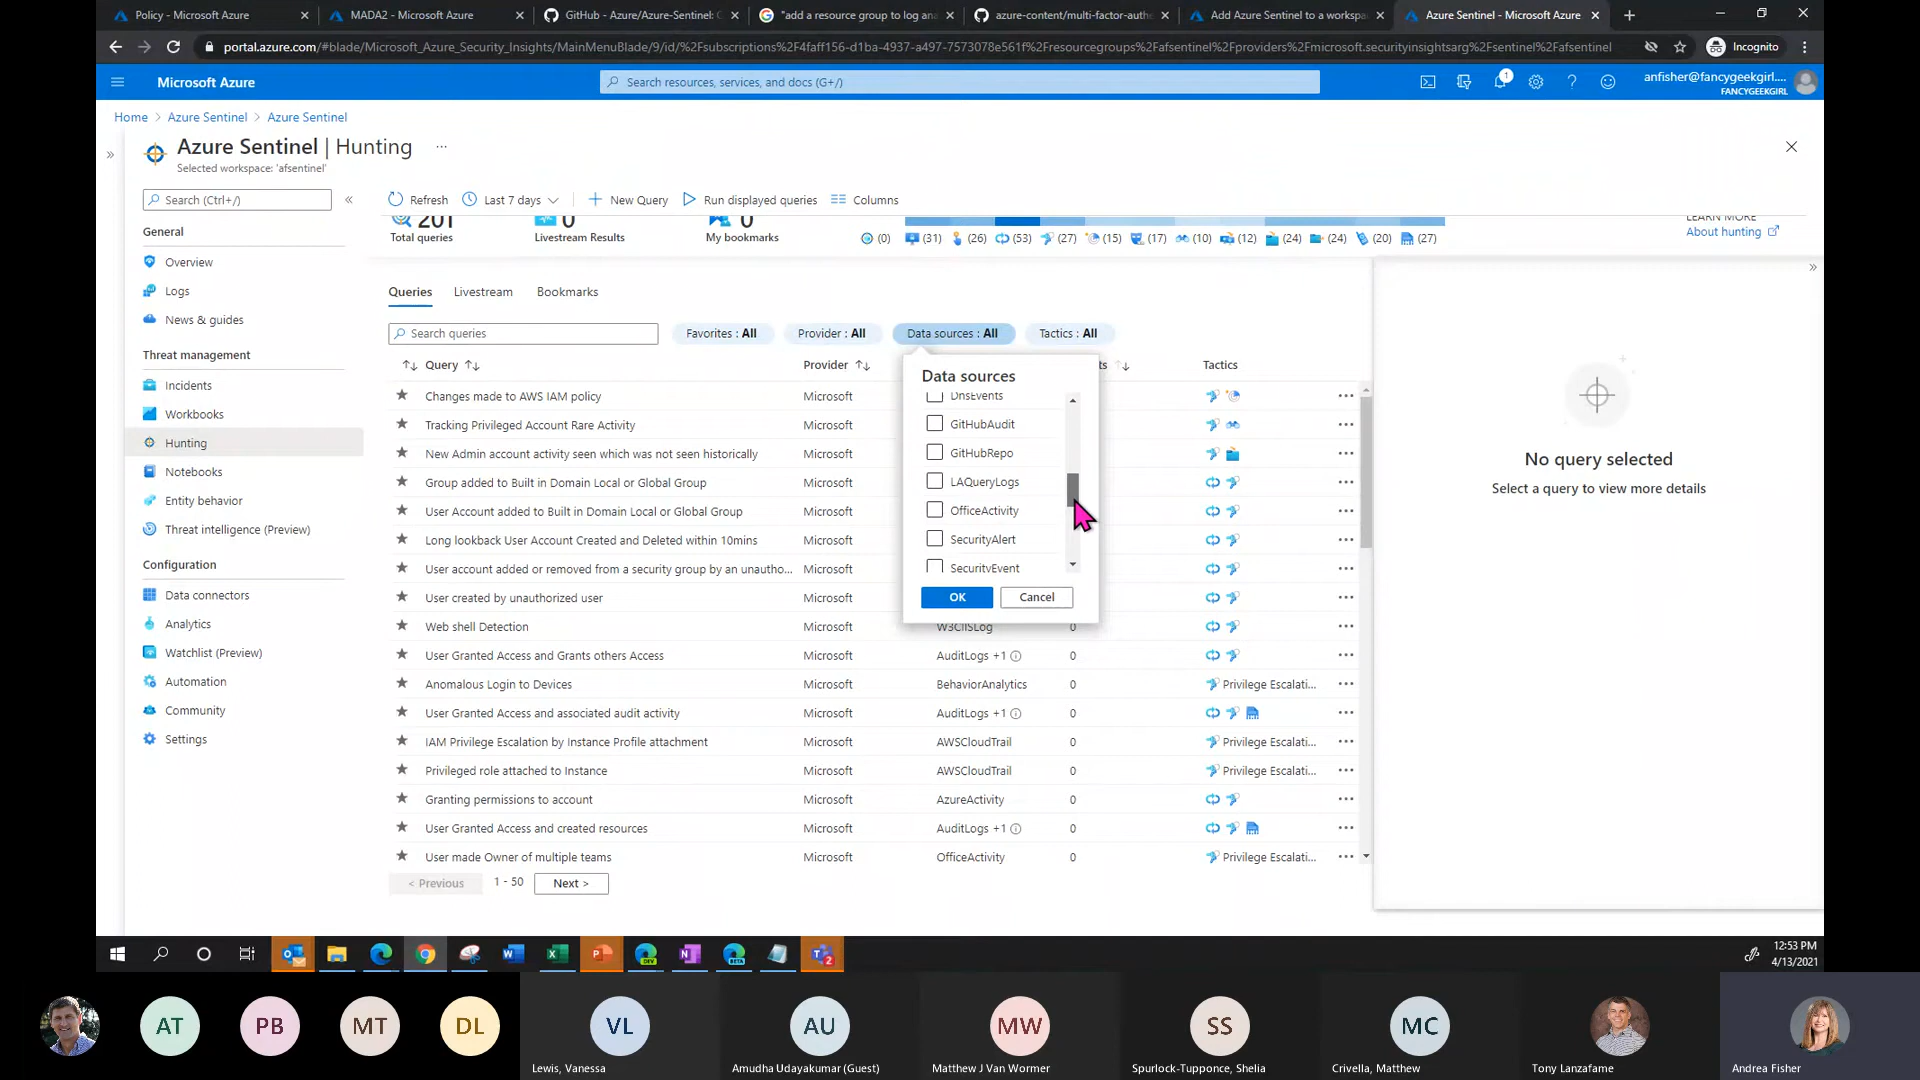 Policy - Microsoft Azure
MADA2 - Microsoft Azure
GitHub - Azure/Azure-Sentinel: C
"add a resource group to log ana
azure-content/multi-factor-authe
Add Azure Sentinel to a workspa
Azure Sentinel - Microsoft Azure
portal.azure.com/#blade/Microsoft_Azure_Security_Insights/MainMenuBlade/9/id/%2Fsubscriptions%2F4faff156-d1ba-4937-a497-7573078e561f%2Fresourcegroups%2Fafsentinel%2Fproviders%2Fmicrosoft.securityinsightsarg%2Fsentinel%2Fafsentinel
Incognito
Microsoft Azure
Search resources, services, and docs (G+/)
1
anfisher@fancygeekgirl....
FANCYGEEKGIRL
Home > Azure Sentinel > Azure Sentinel
Azure Sentinel | Hunting ...
Selected workspace: 'afsentinel'
Search (Ctrl+/)
General
Overview
Logs
News & guides
Threat management
Incidents
Workbooks
Hunting
Notebooks
Entity behavior
Threat intelligence (Preview)
Configuration
Data connectors
Analytics
Watchlist (Preview)
Automation
Community
Settings
Refresh
Last 7 days
New Query
Run displayed queries
Columns
201
Total queries
0
Livestream Results
0
My bookmarks
(0) (31) (26) (53) (27) (15) (17) (10) (12) (24) (24) (20) (27)
LEARN MORE
About hunting
Queries
Livestream
Bookmarks
Search queries
Favorites : All
Provider : All
Data sources : All
Tactics : All
Query
Provider
ts
Tactics
Changes made to AWS IAM policy Microsoft
Tracking Privileged Account Rare Activity Microsoft
New Admin account activity seen which was not seen historically Microsoft
Group added to Built in Domain Local or Global Group Microsoft
User Account added to Built in Domain Local or Global Group Microsoft
Long lookback User Account Created and Deleted within 10mins Microsoft
User account added or removed from a security group by an unautho... Microsoft
User created by unauthorized user Microsoft
Web shell Detection Microsoft W3CIISLog 0
User Granted Access and Grants others Access Microsoft AuditLogs +1 0
Anomalous Login to Devices Microsoft BehaviorAnalytics 0 Privilege Escalati...
User Granted Access and associated audit activity Microsoft AuditLogs +1 0
IAM Privilege Escalation by Instance Profile attachment Microsoft AWSCloudTrail 0 Privilege Escalati...
Privileged role attached to Instance Microsoft AWSCloudTrail 0 Privilege Escalati...
Granting permissions to account Microsoft AzureActivity 0
User Granted Access and created resources Microsoft AuditLogs +1 0
User made Owner of multiple teams Microsoft OfficeActivity 0 Privilege Escalati...
< Previous
1 - 50
Next >
Data sources
DnsEvents
GitHubAudit
GitHubRepo
LAQueryLogs
OfficeActivity
SecurityAlert
SecurityEvent
OK
Cancel
No query selected
Select a query to view more details
12:53 PM
4/13/2021
AT
PB
MT
DL
VL
AU
MW
SS
MC
Lewis, Vanessa
Amudha Udayakumar (Guest)
Matthew J Van Wormer
Spurlock-Tupponce, Shelia
Crivella, Matthew
Tony Lanzafame
Andrea Fisher